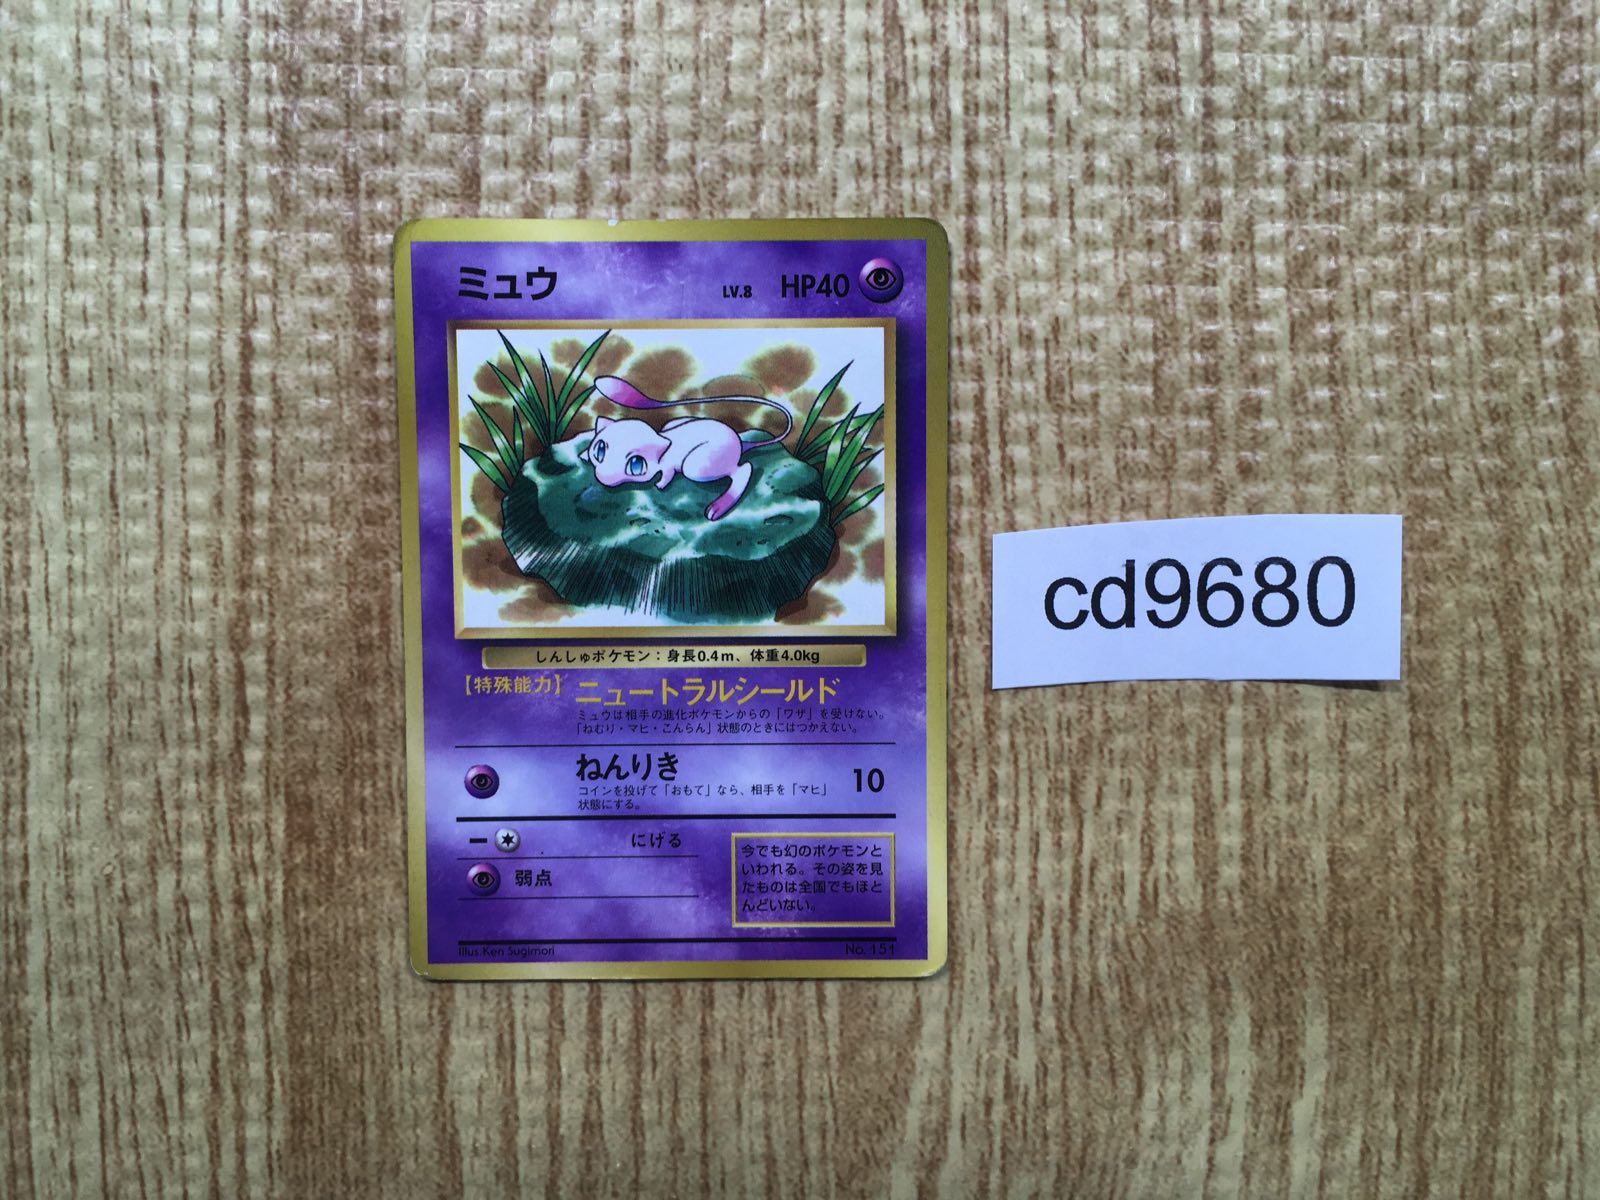 ミュウ LV.8 HP40
しんしゅポケモン：身長0.4m、体重4.0kg
【特殊能力】ニュートラルシールド
ミュウは相手の進化ポケモンからの「ワザ」を受けない。
「ねむり・マヒ・こんらん」状態のときにはつかえない。
ねんりき 10
コインを投げて「おもて」なら、相手を「マヒ」
状態にする。
ー にげる
弱点
今でも幻のポケモンと
いわれる。その姿を見
たものは全国でもほと
んどいない。
Illus.Ken Sugimori No.151
cd9680